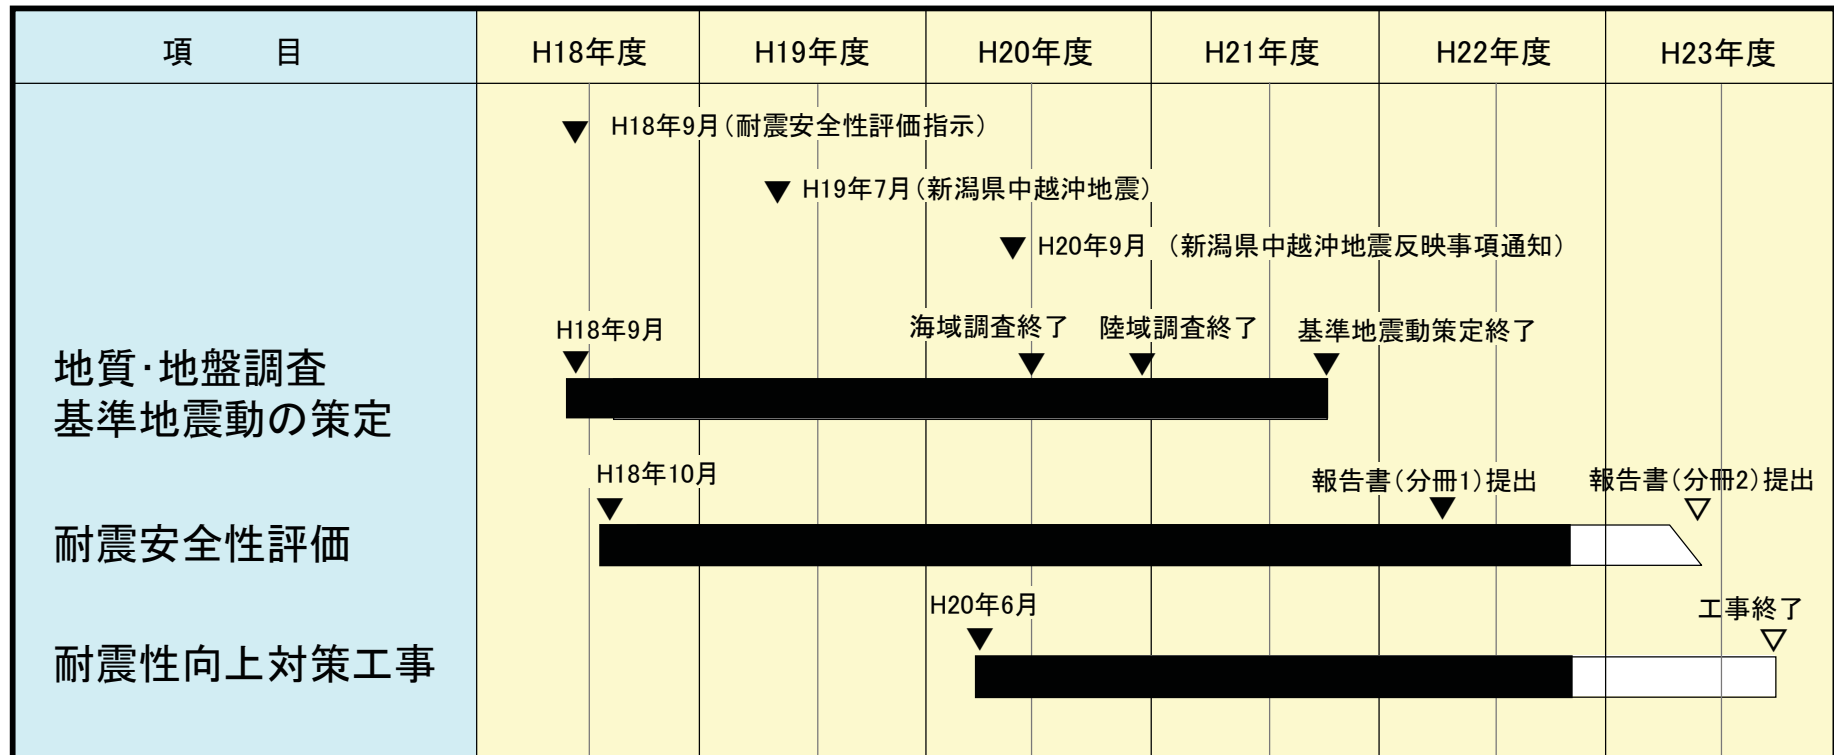 項　　目
H18年度
H19年度
H20年度
H21年度
H22年度
H23年度
H18年9月（耐震安全性評価指示）
H19年7月（新潟県中越沖地震）
H20年9月 （新潟県中越沖地震反映事項通知）
地質・地盤調査
基準地震動の策定
H18年9月
海域調査終了
陸域調査終了
基準地震動策定終了
耐震安全性評価
H18年10月
報告書（分冊1）提出
報告書（分冊2）提出
耐震性向上対策工事
H20年6月
工事終了